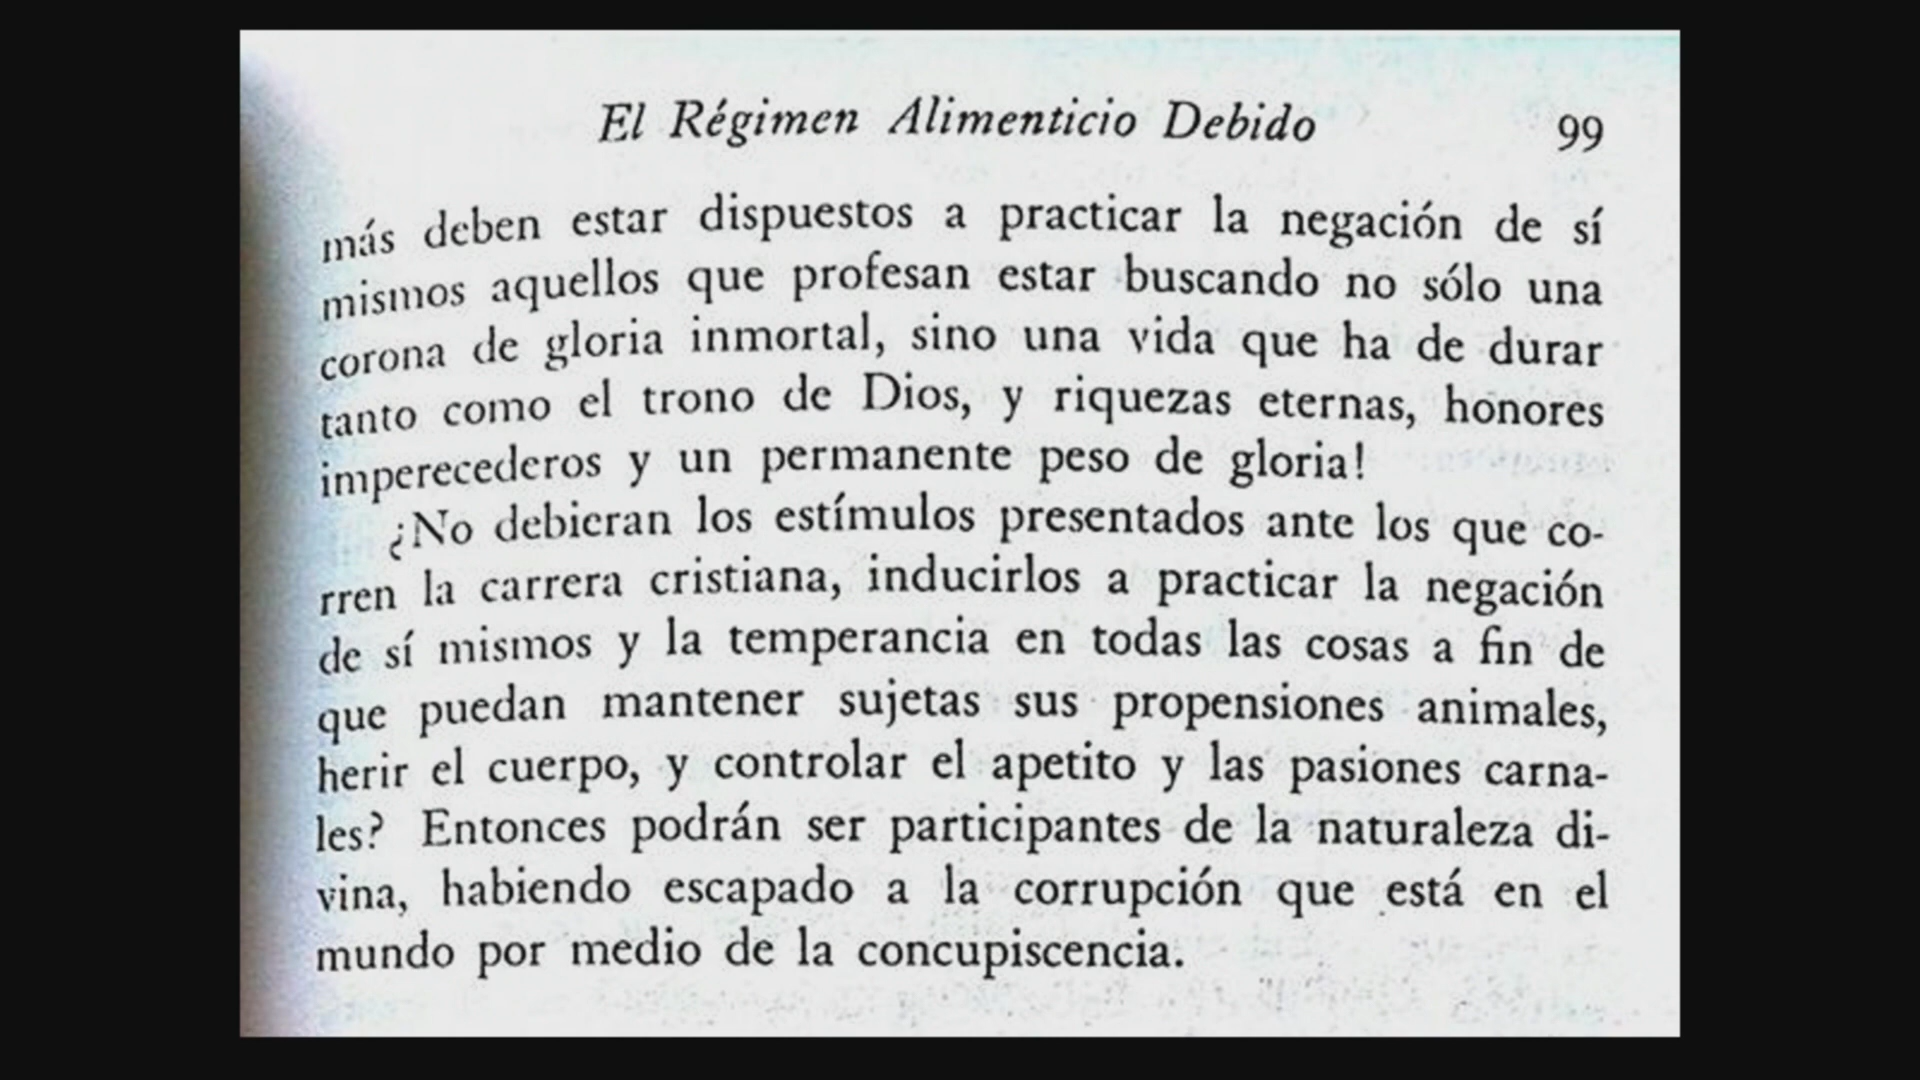 El Régimen Alimenticio Debido 99
más deben estar dispuestos a practicar la negación de sí
mismos aquellos que profesan estar buscando no sólo una
corona de gloria inmortal, sino una vida que ha de durar
tanto como el trono de Dios, y riquezas eternas, honores
imperecederos y un permanente peso de gloria!
¿No debieran los estímulos presentados ante los que co-
rren la carrera cristiana, inducirlos a practicar la negación
de sí mismos y la temperancia en todas las cosas a fin de
que puedan mantener sujetas sus propensiones animales,
herir el cuerpo, y controlar el apetito y las pasiones carna-
les? Entonces podrán ser participantes de la naturaleza di-
vina, habiendo escapado a la corrupción que está en el
mundo por medio de la concupiscencia.